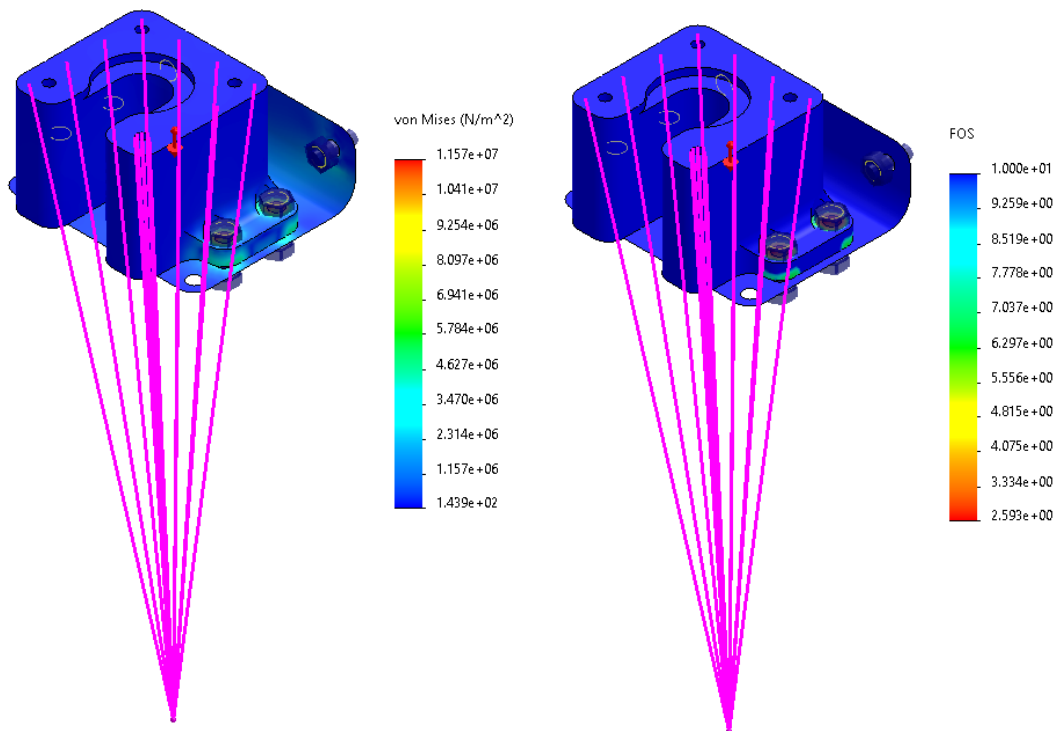 von Mises (N/m^2)
1.157e+07
1.041e+07
9.254e+06
8.097e+06
6.941e+06
5.784e+06
4.627e+06
3.470e+06
2.314e+06
1.157e+06
1.439e+02
FOS
1.000e+01
9.259e+00
8.519e+00
7.778e+00
7.037e+00
6.297e+00
5.556e+00
4.815e+00
4.075e+00
3.334e+00
2.593e+00